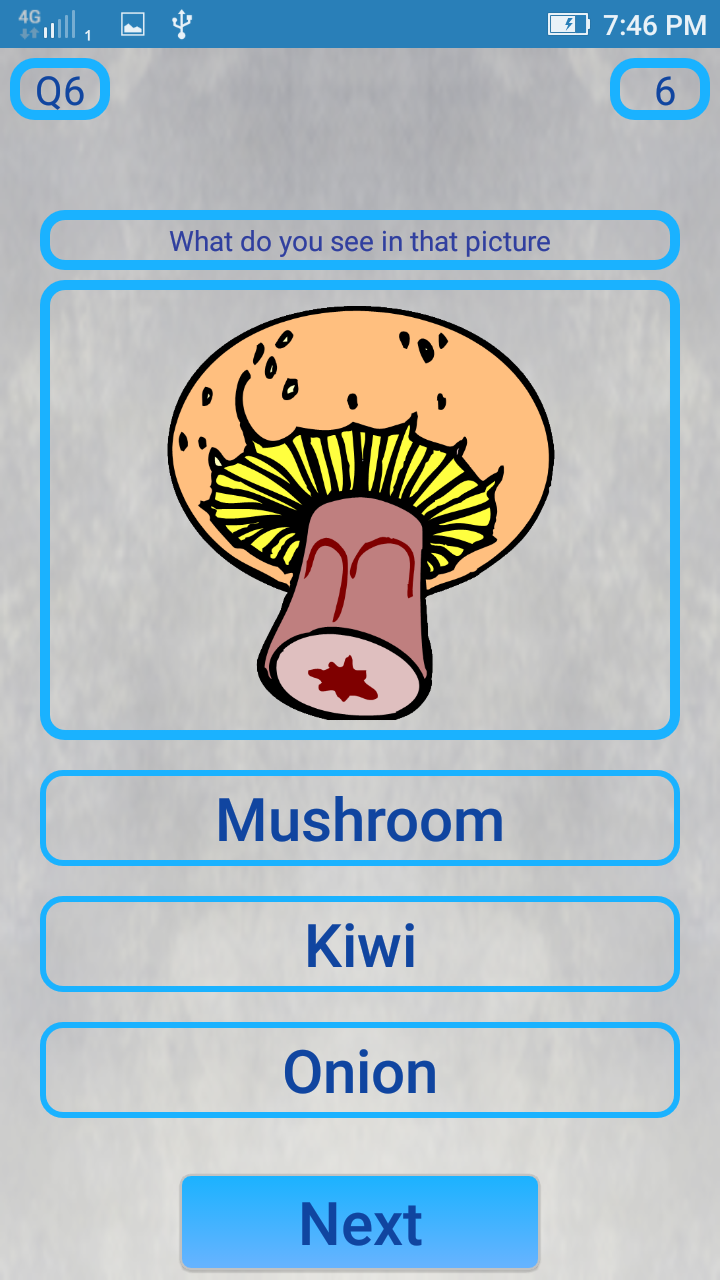 4G 1 7:46 PM
Q6 6
What do you see in that picture
Mushroom
Kiwi
Onion
Next